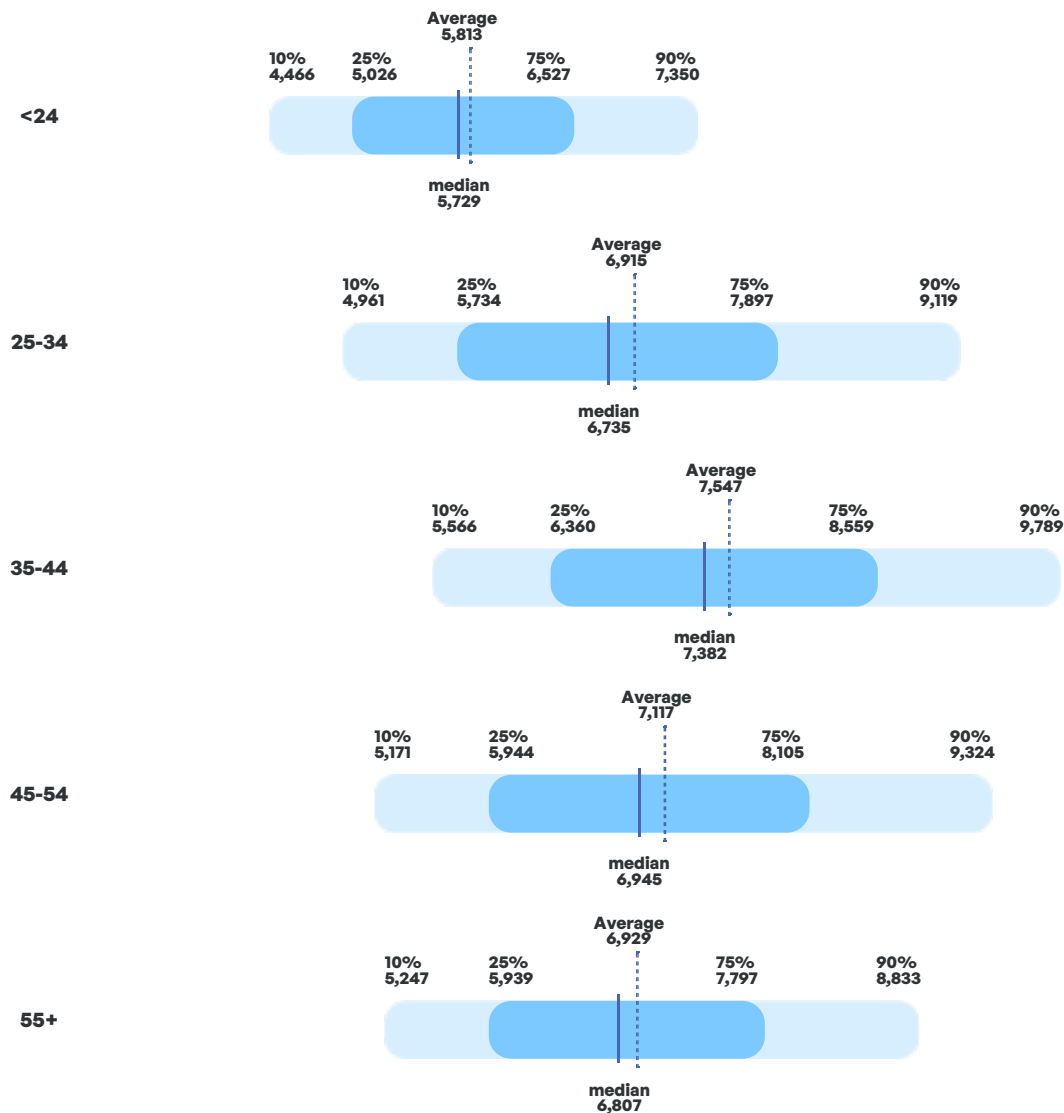 Average
5,813
10% 25% 75% 90%
4,466 5,026 6,527 7,350
<24
median
5,729
Average
6,915
10% 25% 75% 90%
4,961 5,734 7,897 9,119
25-34
median
6,735
Average
7,547
10% 25% 75% 90%
5,566 6,360 8,559 9,789
35-44
median
7,382
Average
7,117
10% 25% 75% 90%
5,171 5,944 8,105 9,324
45-54
median
6,945
Average
6,929
10% 25% 75% 90%
5,247 5,939 7,797 8,833
55+
median
6,807